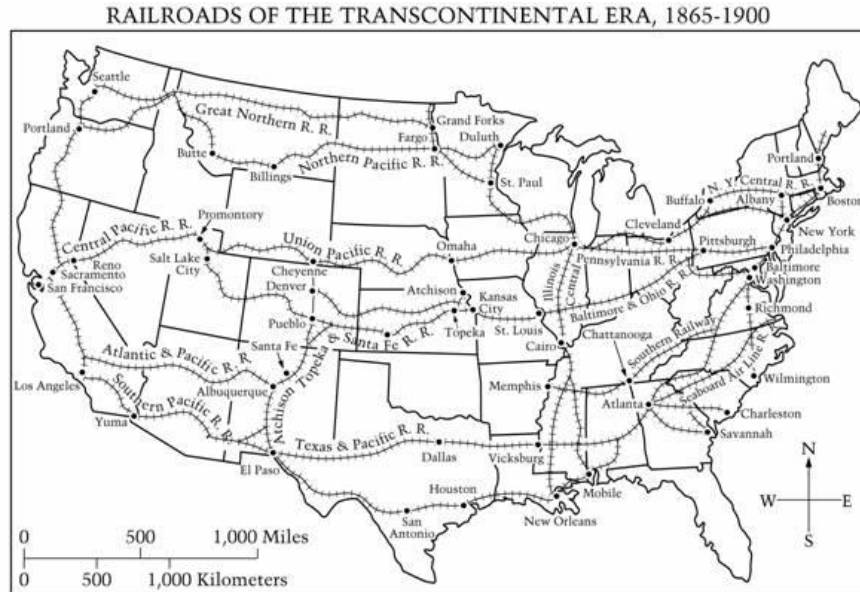 RAILROADS OF THE TRANSCONTINENTAL ERA, 1865-1900
Seattle
Great Northern R. R.
Grand Forks
Portland
Fargo
Duluth
Butte
Northern Pacific R. R.
Billings
St. Paul
Portland
N. Y. Central R. R.
Buffalo
Albany
Boston
Promontory
Central Pacific R. R.
Cleveland
New York
Union Pacific R. R.
Omaha
Chicago
Pittsburgh
Pennsylvania R. R.
Philadelphia
Reno
Salt Lake
City
Cheyenne
Sacramento
San Francisco
Denver
Atchison
Illinois
Central
Baltimore & Ohio R. R.
Baltimore
Washington
Kansas
City
Pueblo
Topeka
St. Louis
Richmond
Atchison Topeka & Santa Fe R. R.
Cairo
Chattanooga
Southern Railway
Atlantic & Pacific R. R.
Santa Fe
Seaboard Air Line R. R.
Los Angeles
Albuquerque
Memphis
Wilmington
Southern Pacific R. R.
Atlanta
Charleston
Yuma
Texas & Pacific R. R.
Savannah
El Paso
Dallas
Vicksburg
N
Houston
Mobile
W
E
San
Antonio
New Orleans
S
0 500 1,000 Miles
0 500 1,000 Kilometers